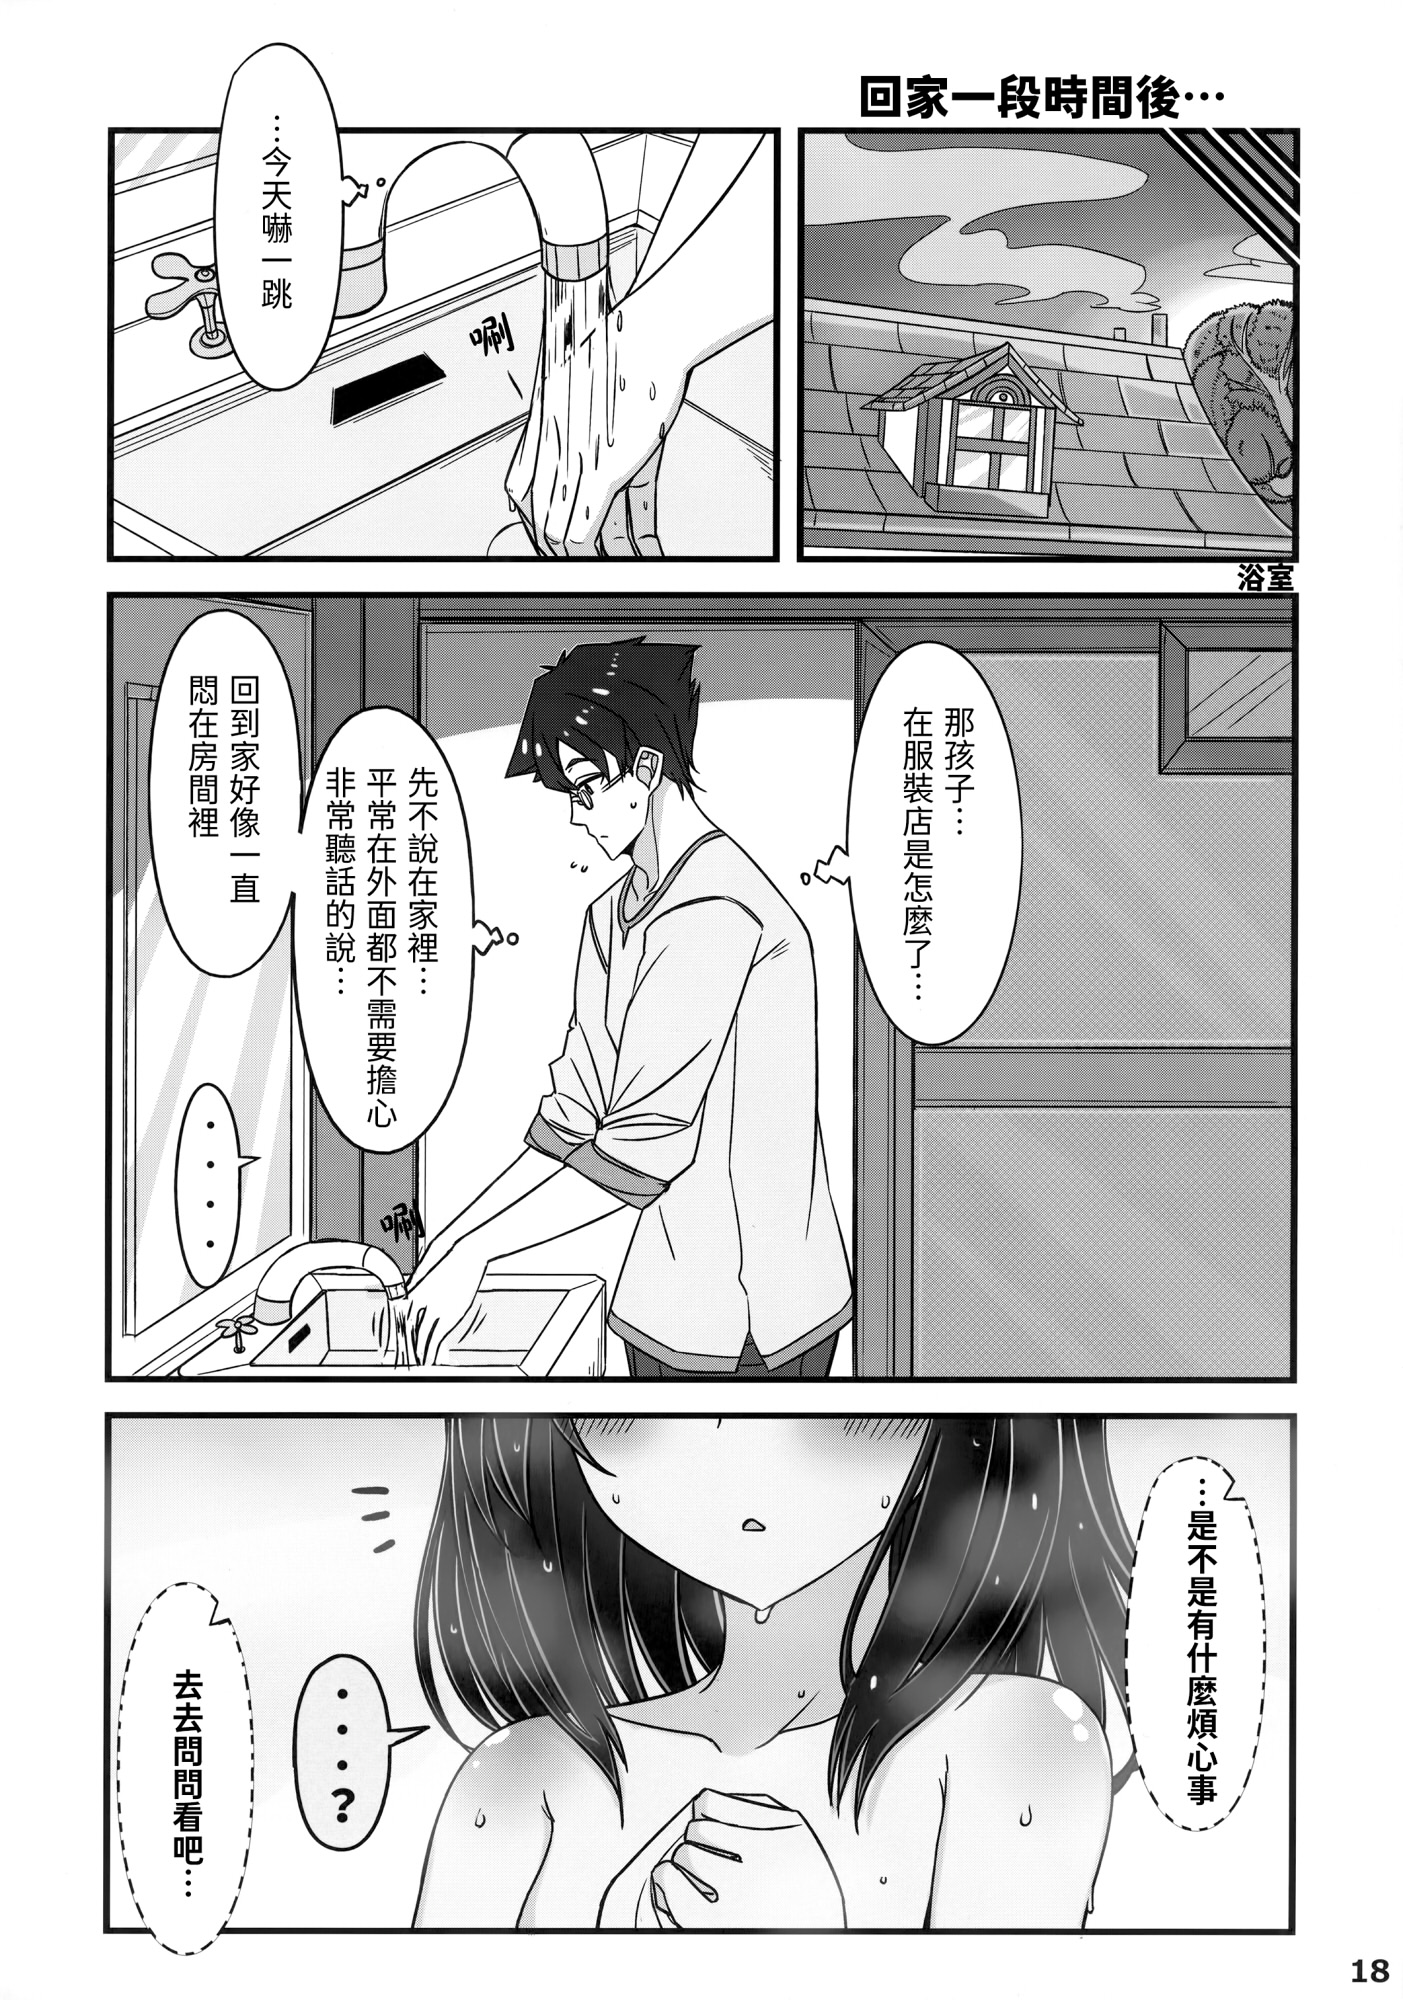 回家一段時間後…
…今天嚇一跳
唰
浴室
那孩子…
在服裝店是怎麼了…
先不說在家裡…
平常在外面都不需要擔心
非常聽話的說…
回到家好像一直
悶在房間裡
・・・・
唰
…是不是有什麼煩心事
・・・?
去去問問看吧…
18